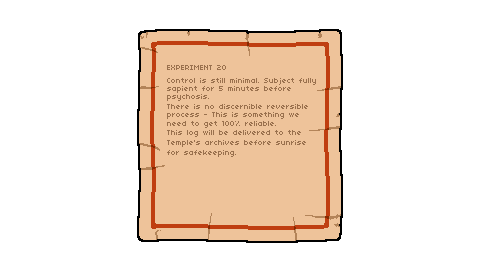 EXPERIMENT 20
Control is still minimal. Subject fully
sapient for 5 minutes before
psychosis.
There is no discernible reversible
process - This is something we
need to get 100% reliable.
This log will be delivered to the
Temple's archives before sunrise
for safekeeping.